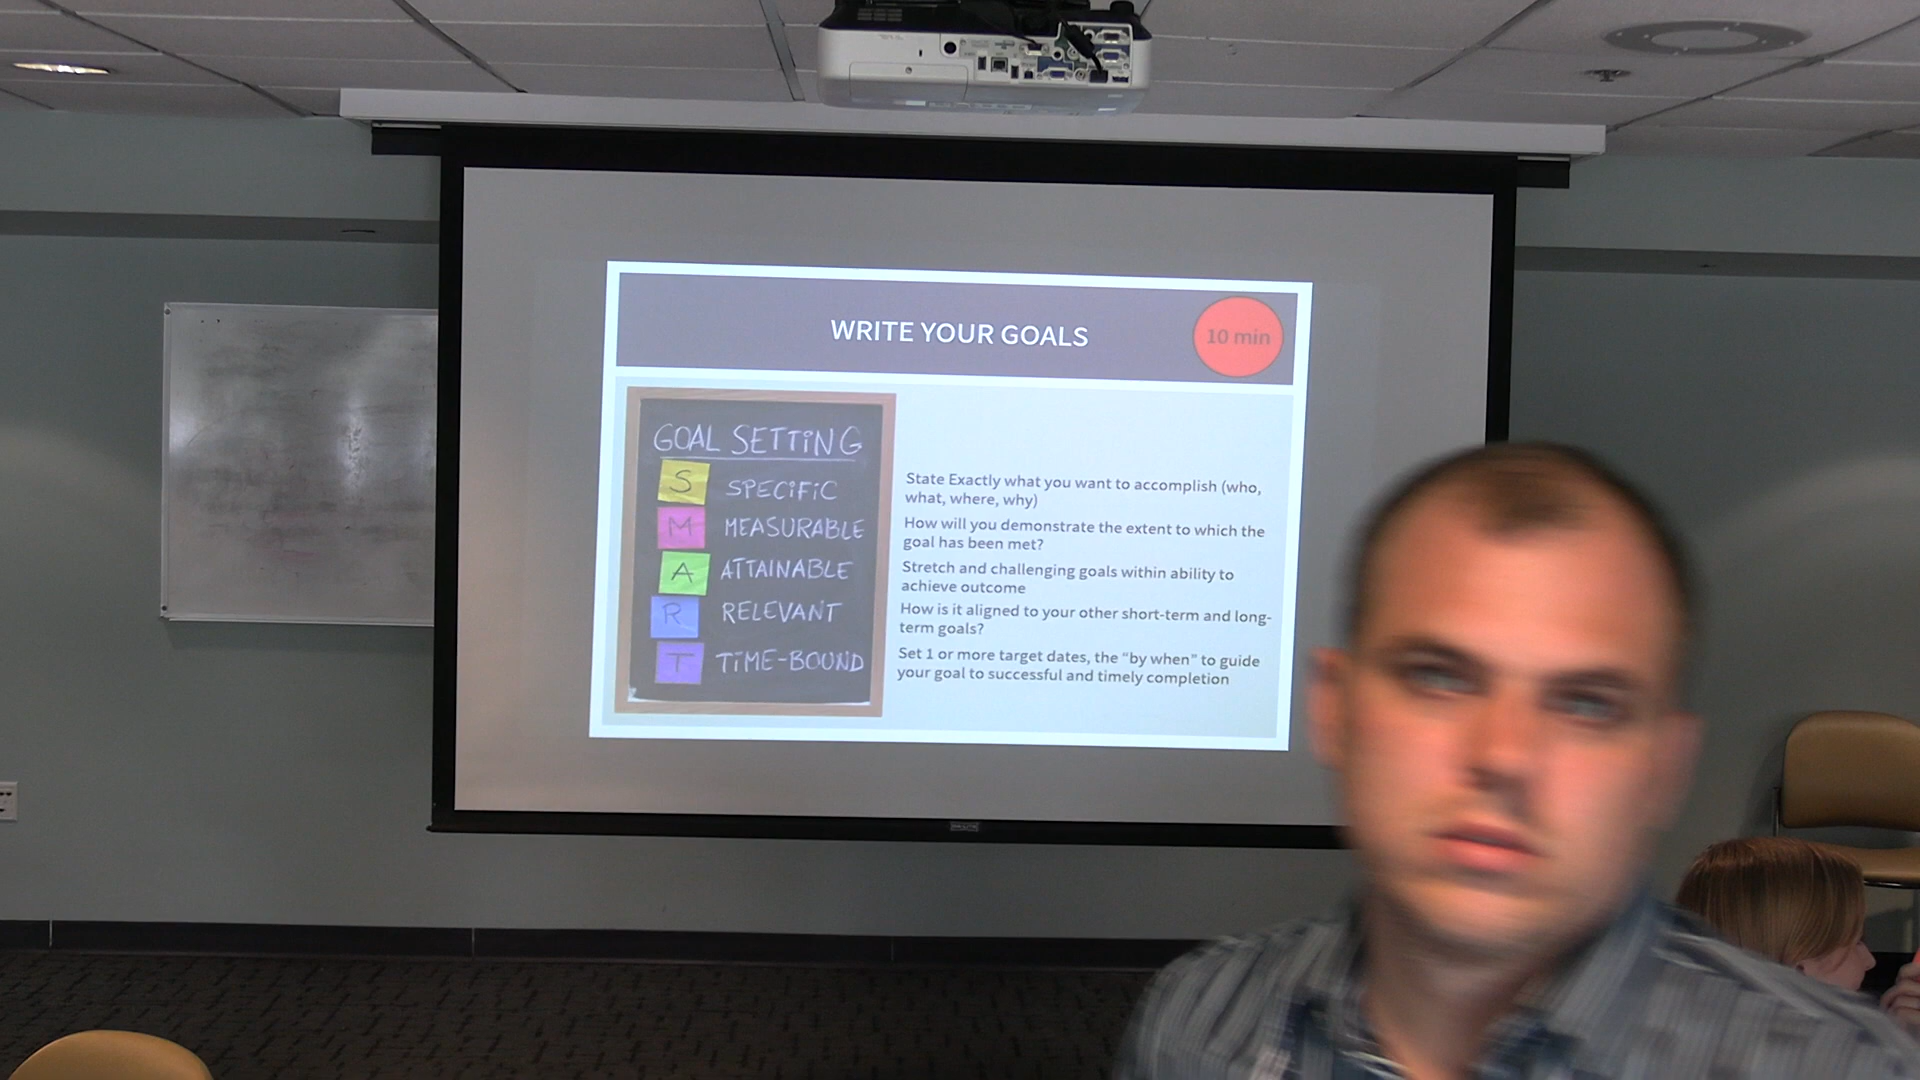 WRITE YOUR GOALS
10 min
GOAL SETTING
S SPECIFIC
M MEASURABLE
A ATTAINABLE
R RELEVANT
T TIME-BOUND
State Exactly what you want to accomplish (who,
what, where, why)
How will you demonstrate the extent to which the
goal has been met?
Stretch and challenging goals within ability to
achieve outcome
How is it aligned to your other short-term and long-
term goals?
Set 1 or more target dates, the "by when" to guide
your goal to successful and timely completion